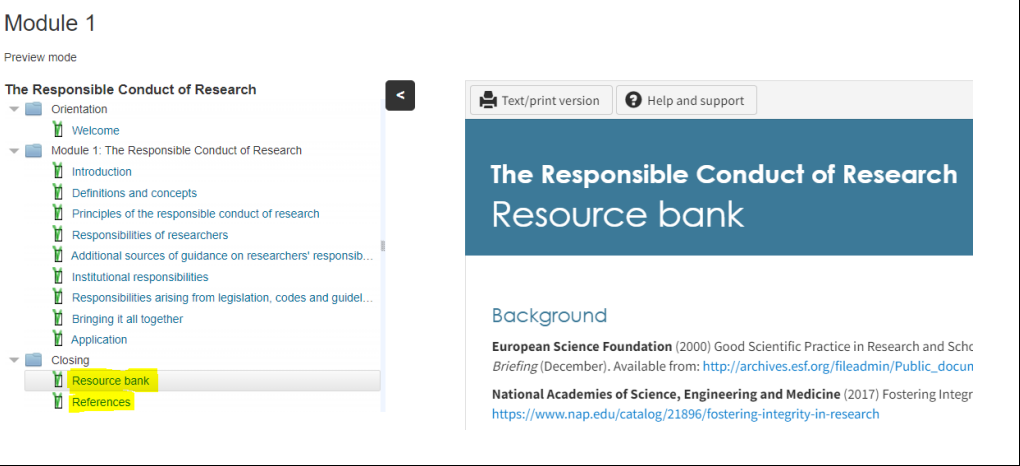 Module 1
Preview mode
The Responsible Conduct of Research
Orientation
Welcome
Module 1: The Responsible Conduct of Research
Introduction
Definitions and concepts
Principles of the responsible conduct of research
Responsibilities of researchers
Additional sources of guidance on researchers' responsib...
Institutional responsibilities
Responsibilities arising from legislation, codes and guidel...
Bringing it all together
Application
Closing
Resource bank
References
<
Text/print version
Help and support
The Responsible Conduct of Research
Resource bank
Background
European Science Foundation (2000) Good Scientific Practice in Research and Scho
Briefing (December). Available from: http://archives.esf.org/fileadmin/Public_docum
National Academies of Science, Engineering and Medicine (2017) Fostering Integr
https://www.nap.edu/catalog/21896/fostering-integrity-in-research